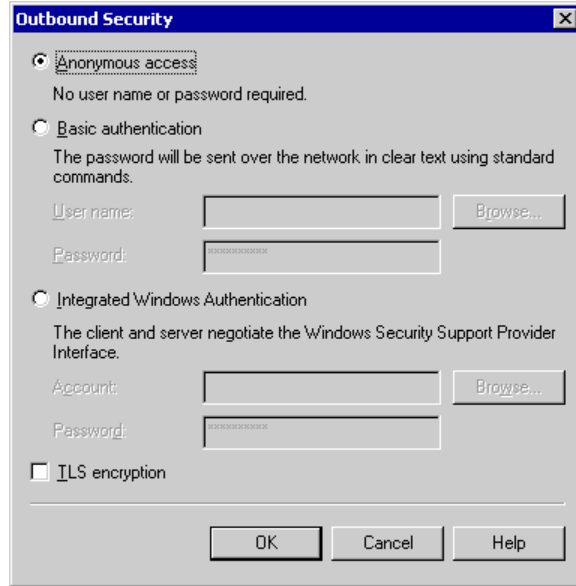 Outbound Security
Anonymous access
No user name or password required.
Basic authentication
The password will be sent over the network in clear text using standard
commands.
User name:
Browse...
Password:
××××××××××
Integrated Windows Authentication
The client and server negotiate the Windows Security Support Provider
Interface.
Account:
Browse...
Password:
××××××××××
TLS encryption
OK Cancel Help